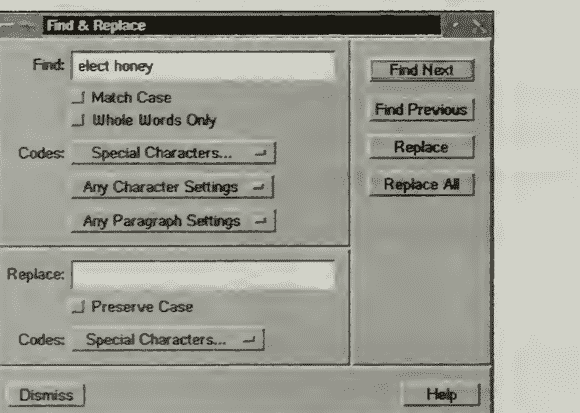 Find & Replace
Find: elect honey
Match Case
Whole Words Only
Codes: Special Characters...
Any Character Settings
Any Paragraph Settings
Find Next
Find Previous
Replace
Replace All
Replace:
Preserve Case
Codes: Special Characters...
Dismiss
Help